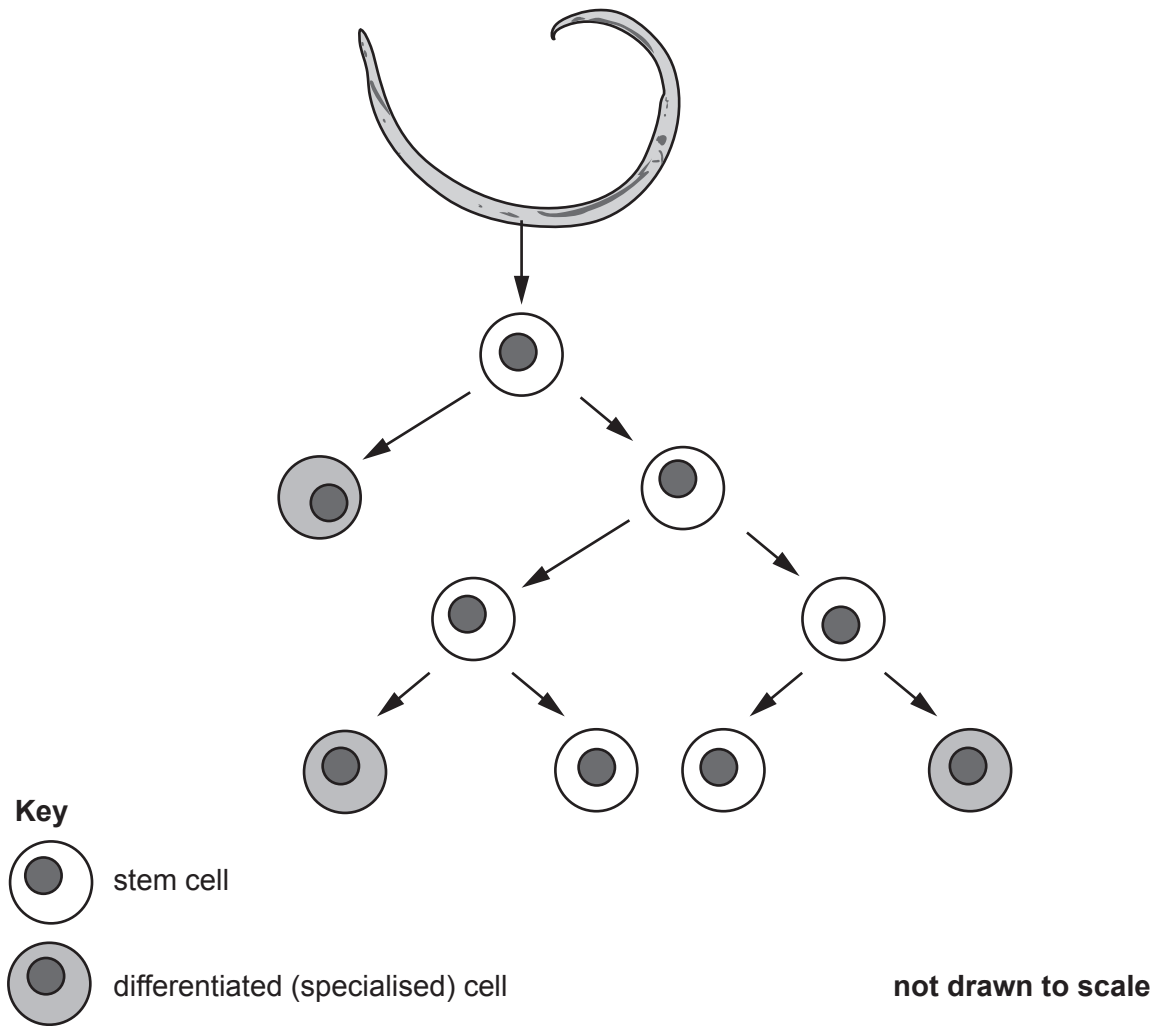 Key
stem cell
differentiated (specialised) cell
not drawn to scale